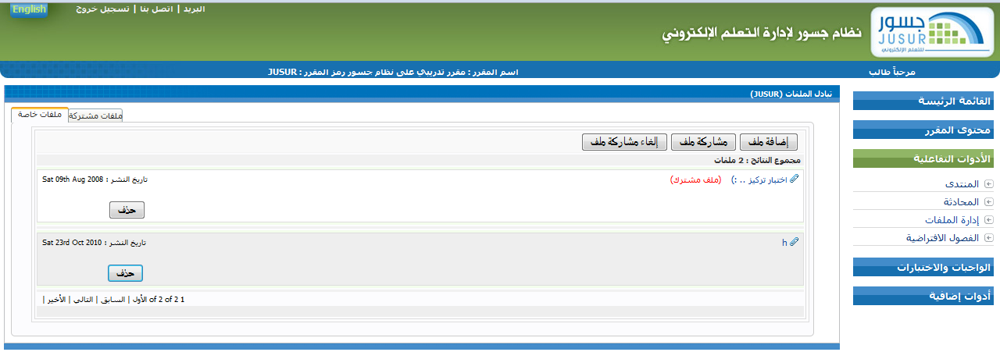 البريد | اتصل بنا | تسجيل خروج
English
جسور
JUSUR
للتعلم الإلكتروني
نظام جسور لإدارة التعلم الإلكتروني
مرحباً طالب
اسم المقرر : مقرر تدريبي على نظام جسور رمز المقرر : JUSUR
القائمة الرئيسة
محتوى المقرر
الأدوات التفاعلية
المنتدى
المحادثة
إدارة الملفات
الفصول الافتراضية
الواجبات والاختبارات
أدوات إضافية
تبادل الملفات (JUSUR)
ملفات مشتركة
ملفات خاصة
إضافة ملف
مشاركة ملف
إلغاء مشاركة ملف
مجموع النتائج : 2 ملفات
اختبار تركيز .. :) (ملف مشترك)
تاريخ النشر : Sat 09th Aug 2008
حذف
h
تاريخ النشر : Sat 23rd Oct 2010
حذف
1 of 2 of 2 الأول | السابق | التالي | الأخير |